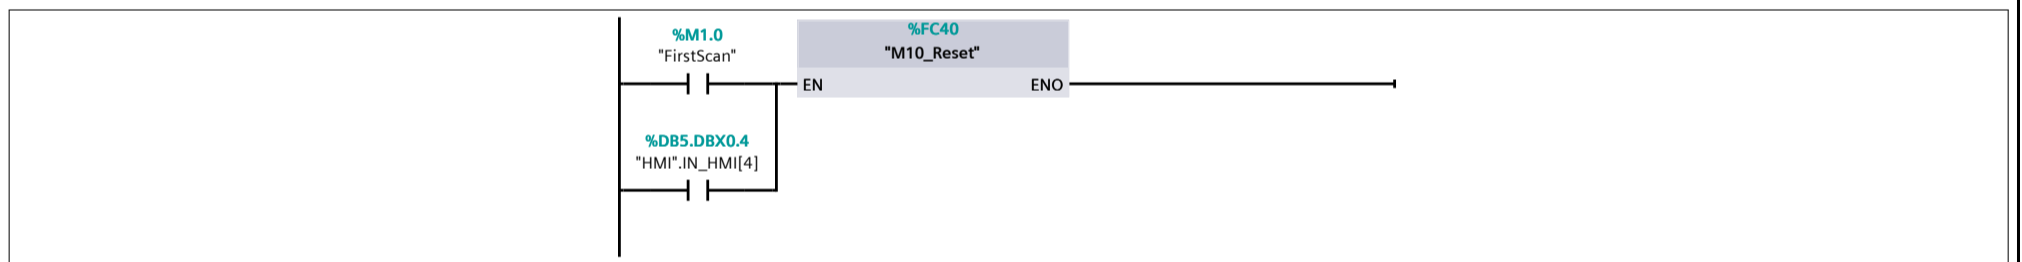 %M1.0
"FirstScan"
%FC40
"M10_Reset"
EN
ENO
%DB5.DBX0.4
"HMI".IN_HMI[4]